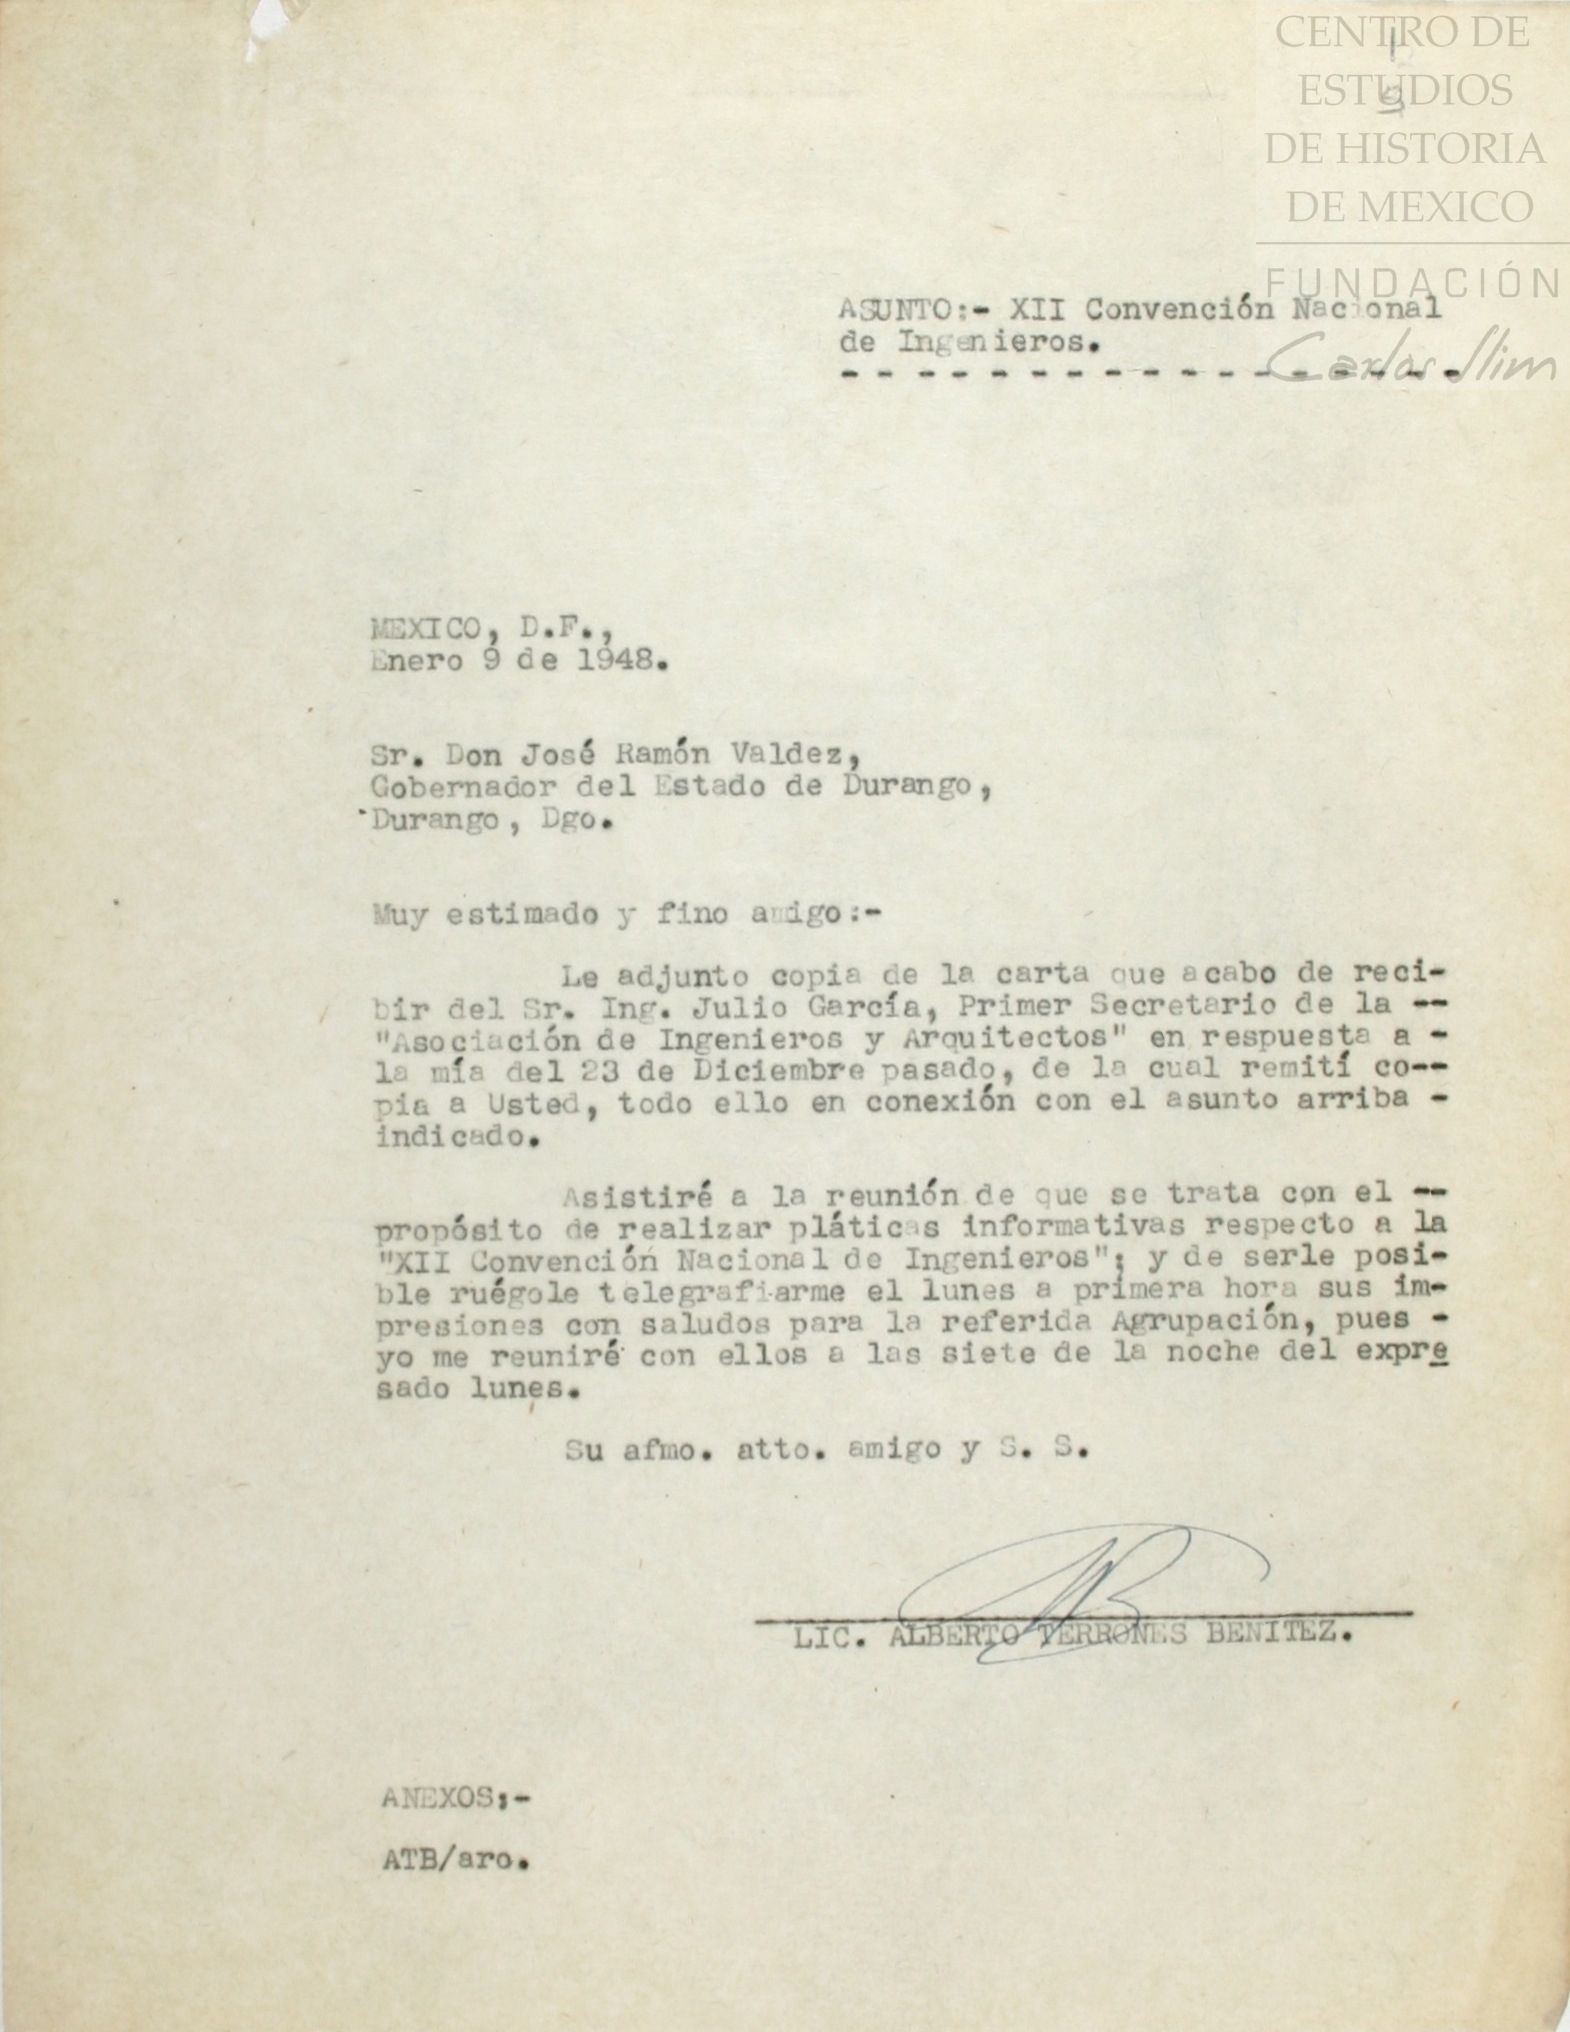 CENTRO DE
ESTUDIOS
DE HISTORIA
DE MEXICO
FUNDACIÓN
Carlos Slim
ASUNTO:- XII Convención Nacional
de Ingenieros.
- - - - - - - - - - - - - - - - -
MEXICO, D.F.,
Enero 9 de 1948.
Sr. Don José Ramón Valdez,
Gobernador del Estado de Durango,
Durango, Dgo.
Muy estimado y fino amigo:-
Le adjunto copia de la carta que acabo de reci-
bir del Sr. Ing. Julio García, Primer Secretario de la --
"Asociación de Ingenieros y Arquitectos" en respuesta a -
la mía del 23 de Diciembre pasado, de la cual remití co--
pia a Usted, todo ello en conexión con el asunto arriba -
indicado.
Asistiré a la reunión de que se trata con el --
propósito de realizar pláticas informativas respecto a la
"XII Convención Nacional de Ingenieros"; y de serle posi-
ble ruégole telegrafiarme el lunes a primera hora sus im-
presiones con saludos para la referida Agrupación, pues -
yo me reuniré con ellos a las siete de la noche del expre
sado lunes.
Su afmo. atto. amigo y S. S.
LIC. ALBERTO TERRONES BENITEZ.
ANEXOS:-
ATB/aro.